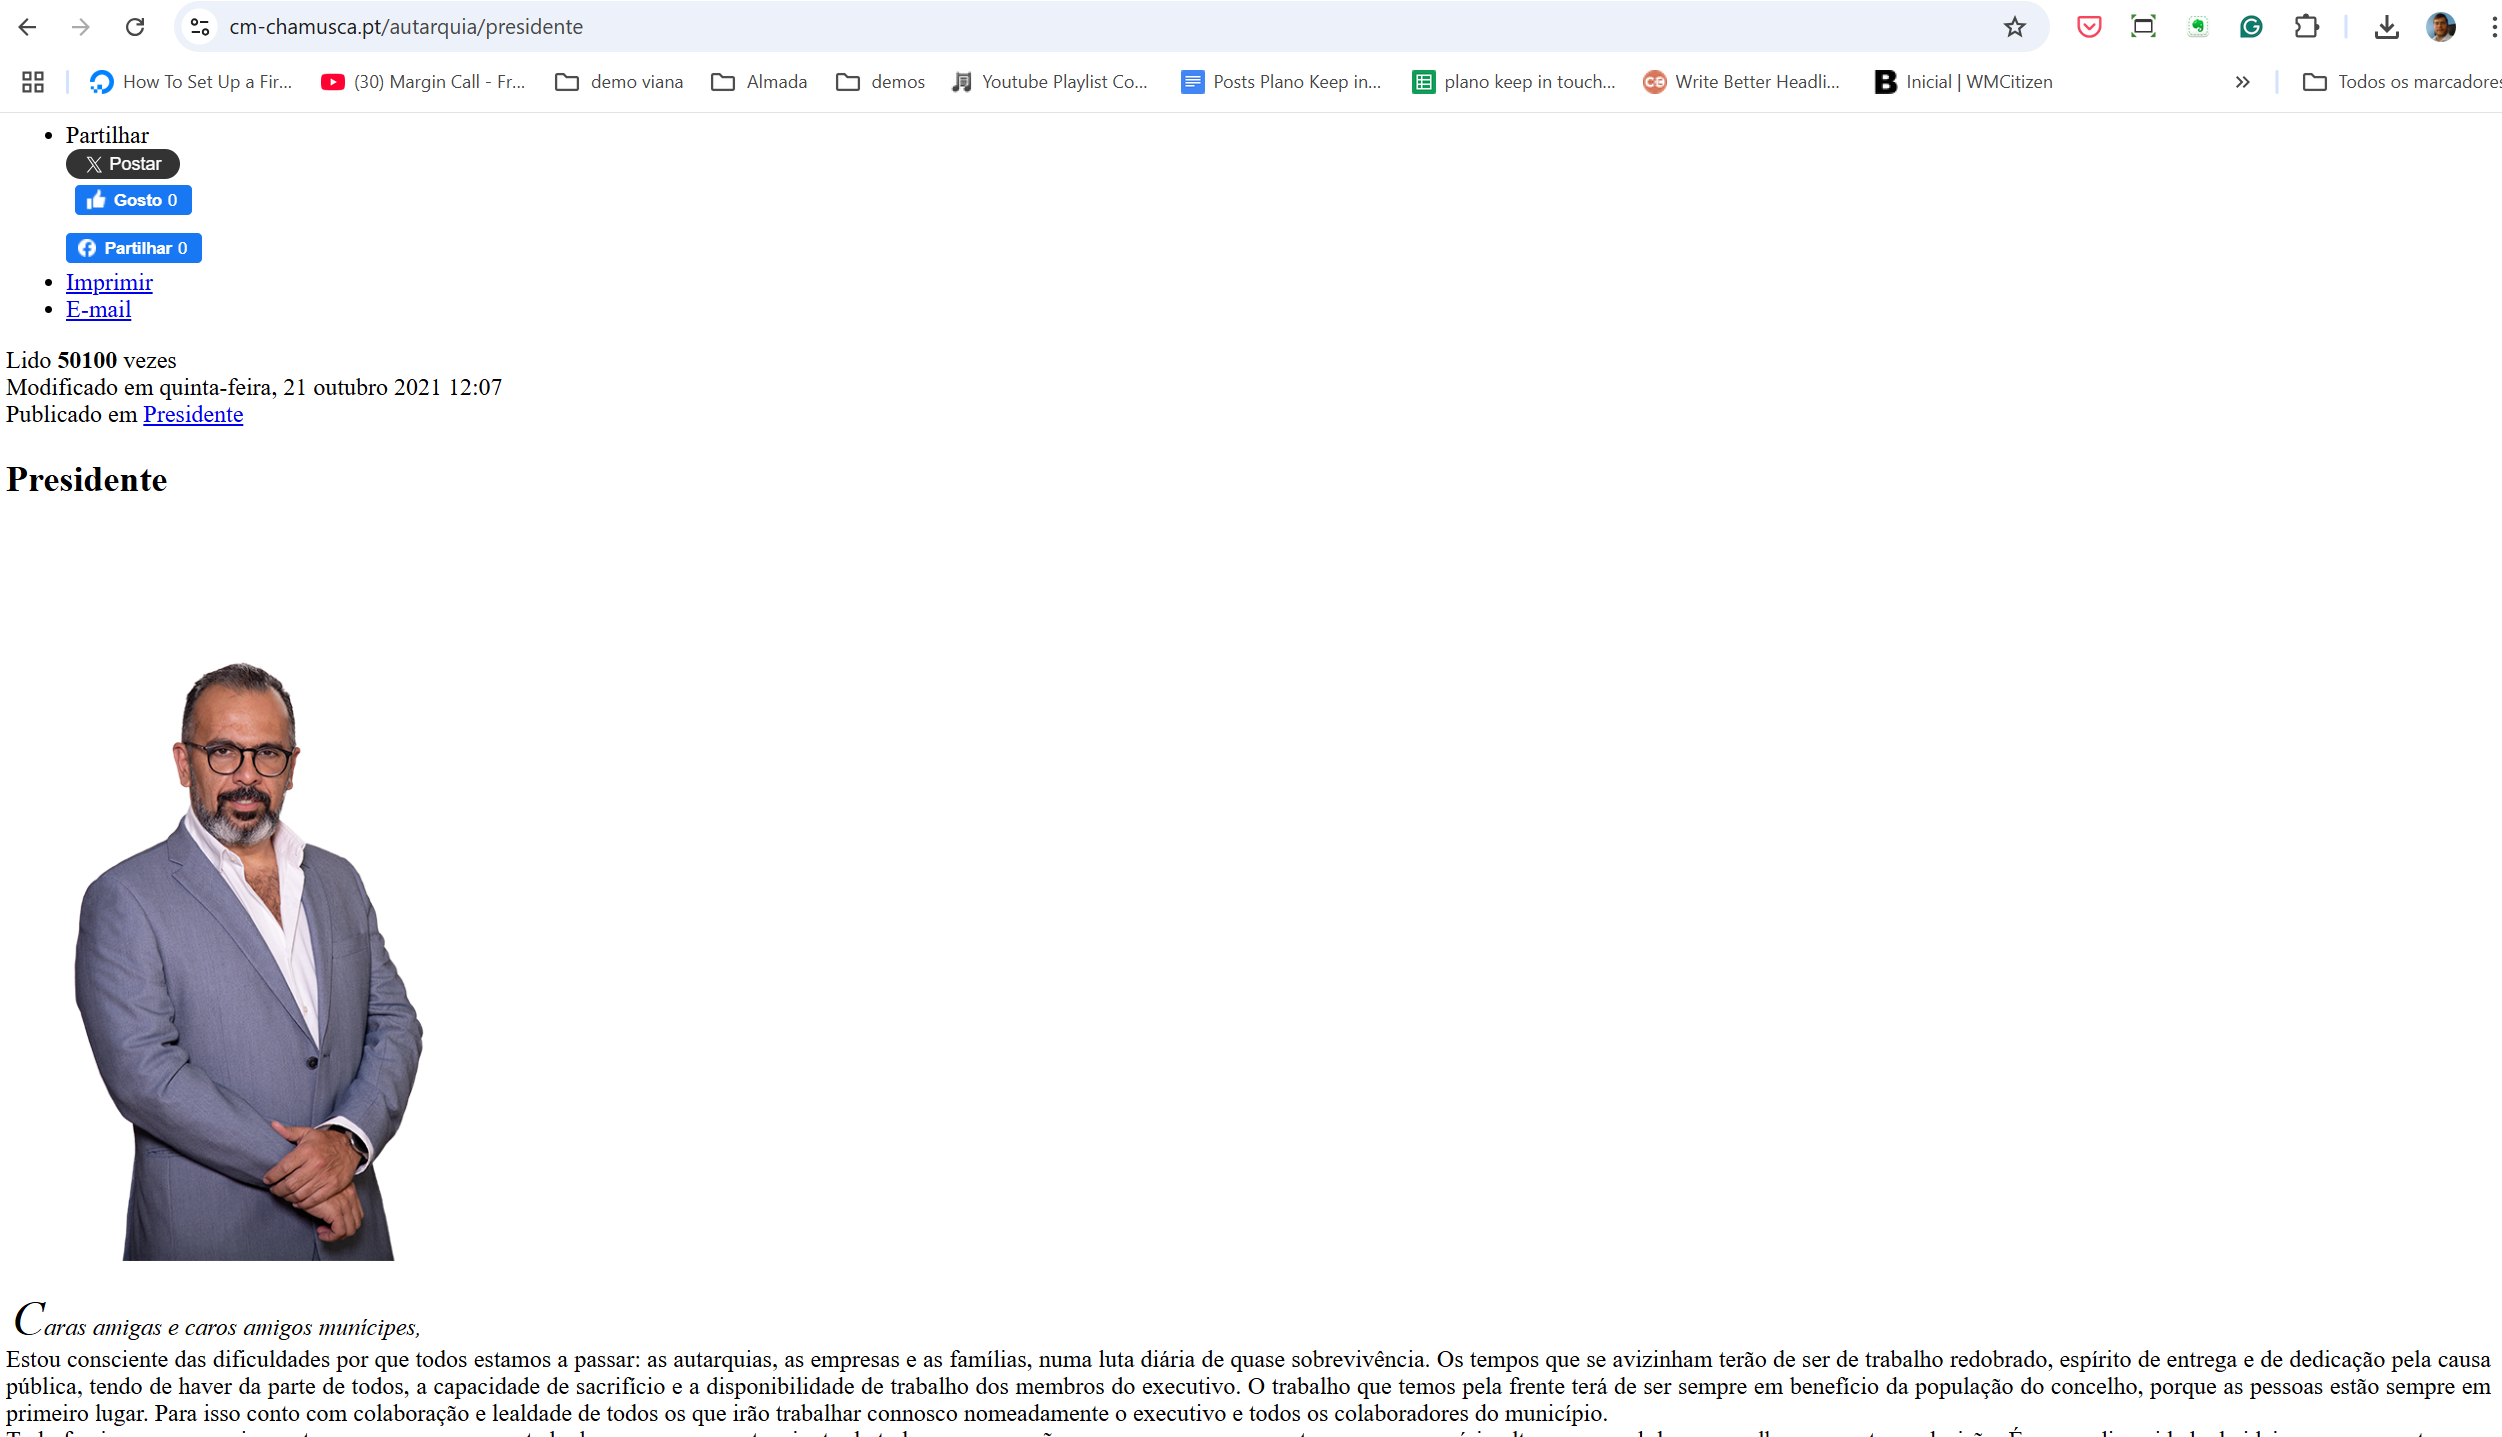 cm-chamusca.pt/autarquia/presidente
How To Set Up a Fir... (30) Margin Call - Fr... demo viana Almada demos Youtube Playlist Co... Posts Plano Keep in... plano keep in touch... Write Better Headli... Inicial | WMCitizen » Todos os marcadores
Partilhar
X Postar
Gosto 0
Partilhar 0
Imprimir
E-mail
Lido 50100 vezes
Modificado em quinta-feira, 21 outubro 2021 12:07
Publicado em Presidente
Presidente
Caras amigas e caros amigos munícipes,
Estou consciente das dificuldades por que todos estamos a passar: as autarquias, as empresas e as famílias, numa luta diária de quase sobrevivência. Os tempos que se avizinham terão de ser de trabalho redobrado, espírito de entrega e de dedicação pela causa
pública, tendo de haver da parte de todos, a capacidade de sacrifício e a disponibilidade de trabalho dos membros do executivo. O trabalho que temos pela frente terá de ser sempre em benefício da população do concelho, porque as pessoas estão sempre em
primeiro lugar. Para isso conto com colaboração e lealdade de todos os que irão trabalhar connosco nomeadamente o executivo e todos os colaboradores do município.